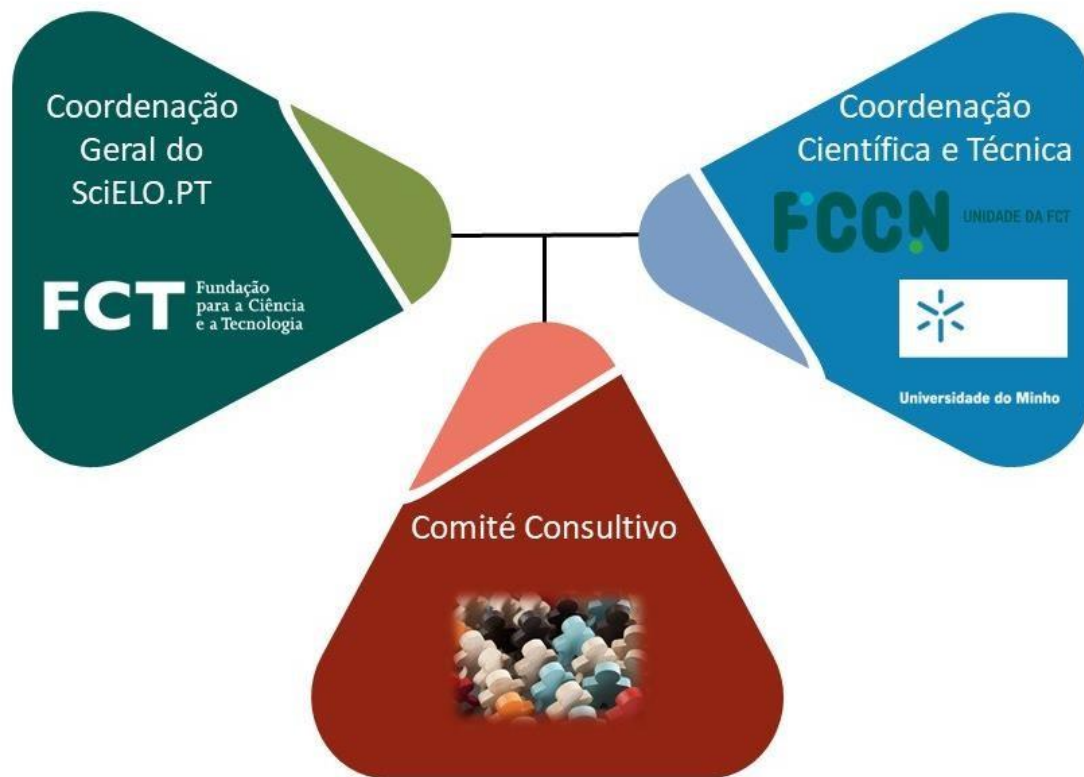 Coordenação
Geral do
SciELO.PT
FCT Fundação
para a Ciência
e a Tecnologia
Coordenação
Científica e Técnica
FCCN UNIDADE DA FCT
Universidade do Minho
Comité Consultivo